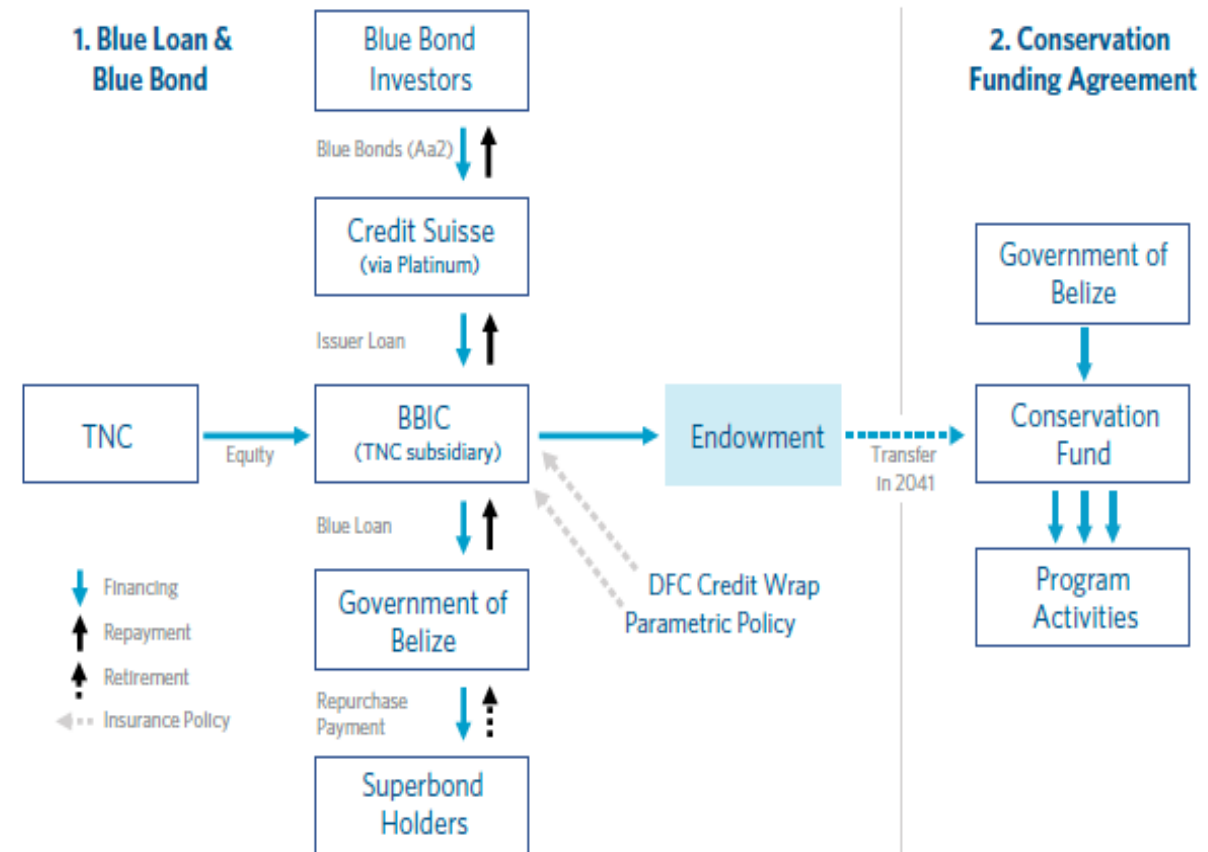 1. Blue Loan &
Blue Bond
Blue Bond
Investors
2. Conservation
Funding Agreement
Blue Bonds (Aa2)
Credit Suisse
(via Platinum)
Government of
Belize
Issuer Loan
TNC
Equity
BBIC
(TNC subsidiary)
Endowment
Transfer
In 2041
Conservation
Fund
Blue Loan
Financing
Repayment
Retirement
Insurance Policy
Government of
Belize
DFC Credit Wrap
Parametric Policy
Program
Activities
Repurchase
Payment
Superbond
Holders